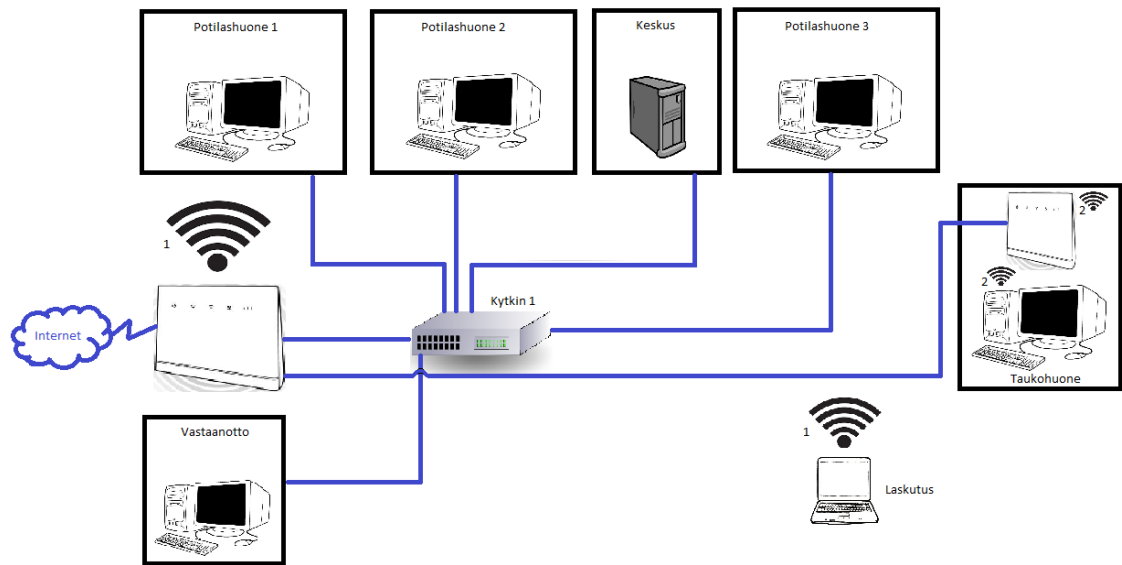 Potilashuone 1
Potilashuone 2
Keskus
Potilashuone 3
1
2
2
Kytkin 1
Internet
Taukohuone
Vastaanotto
1
Laskutus